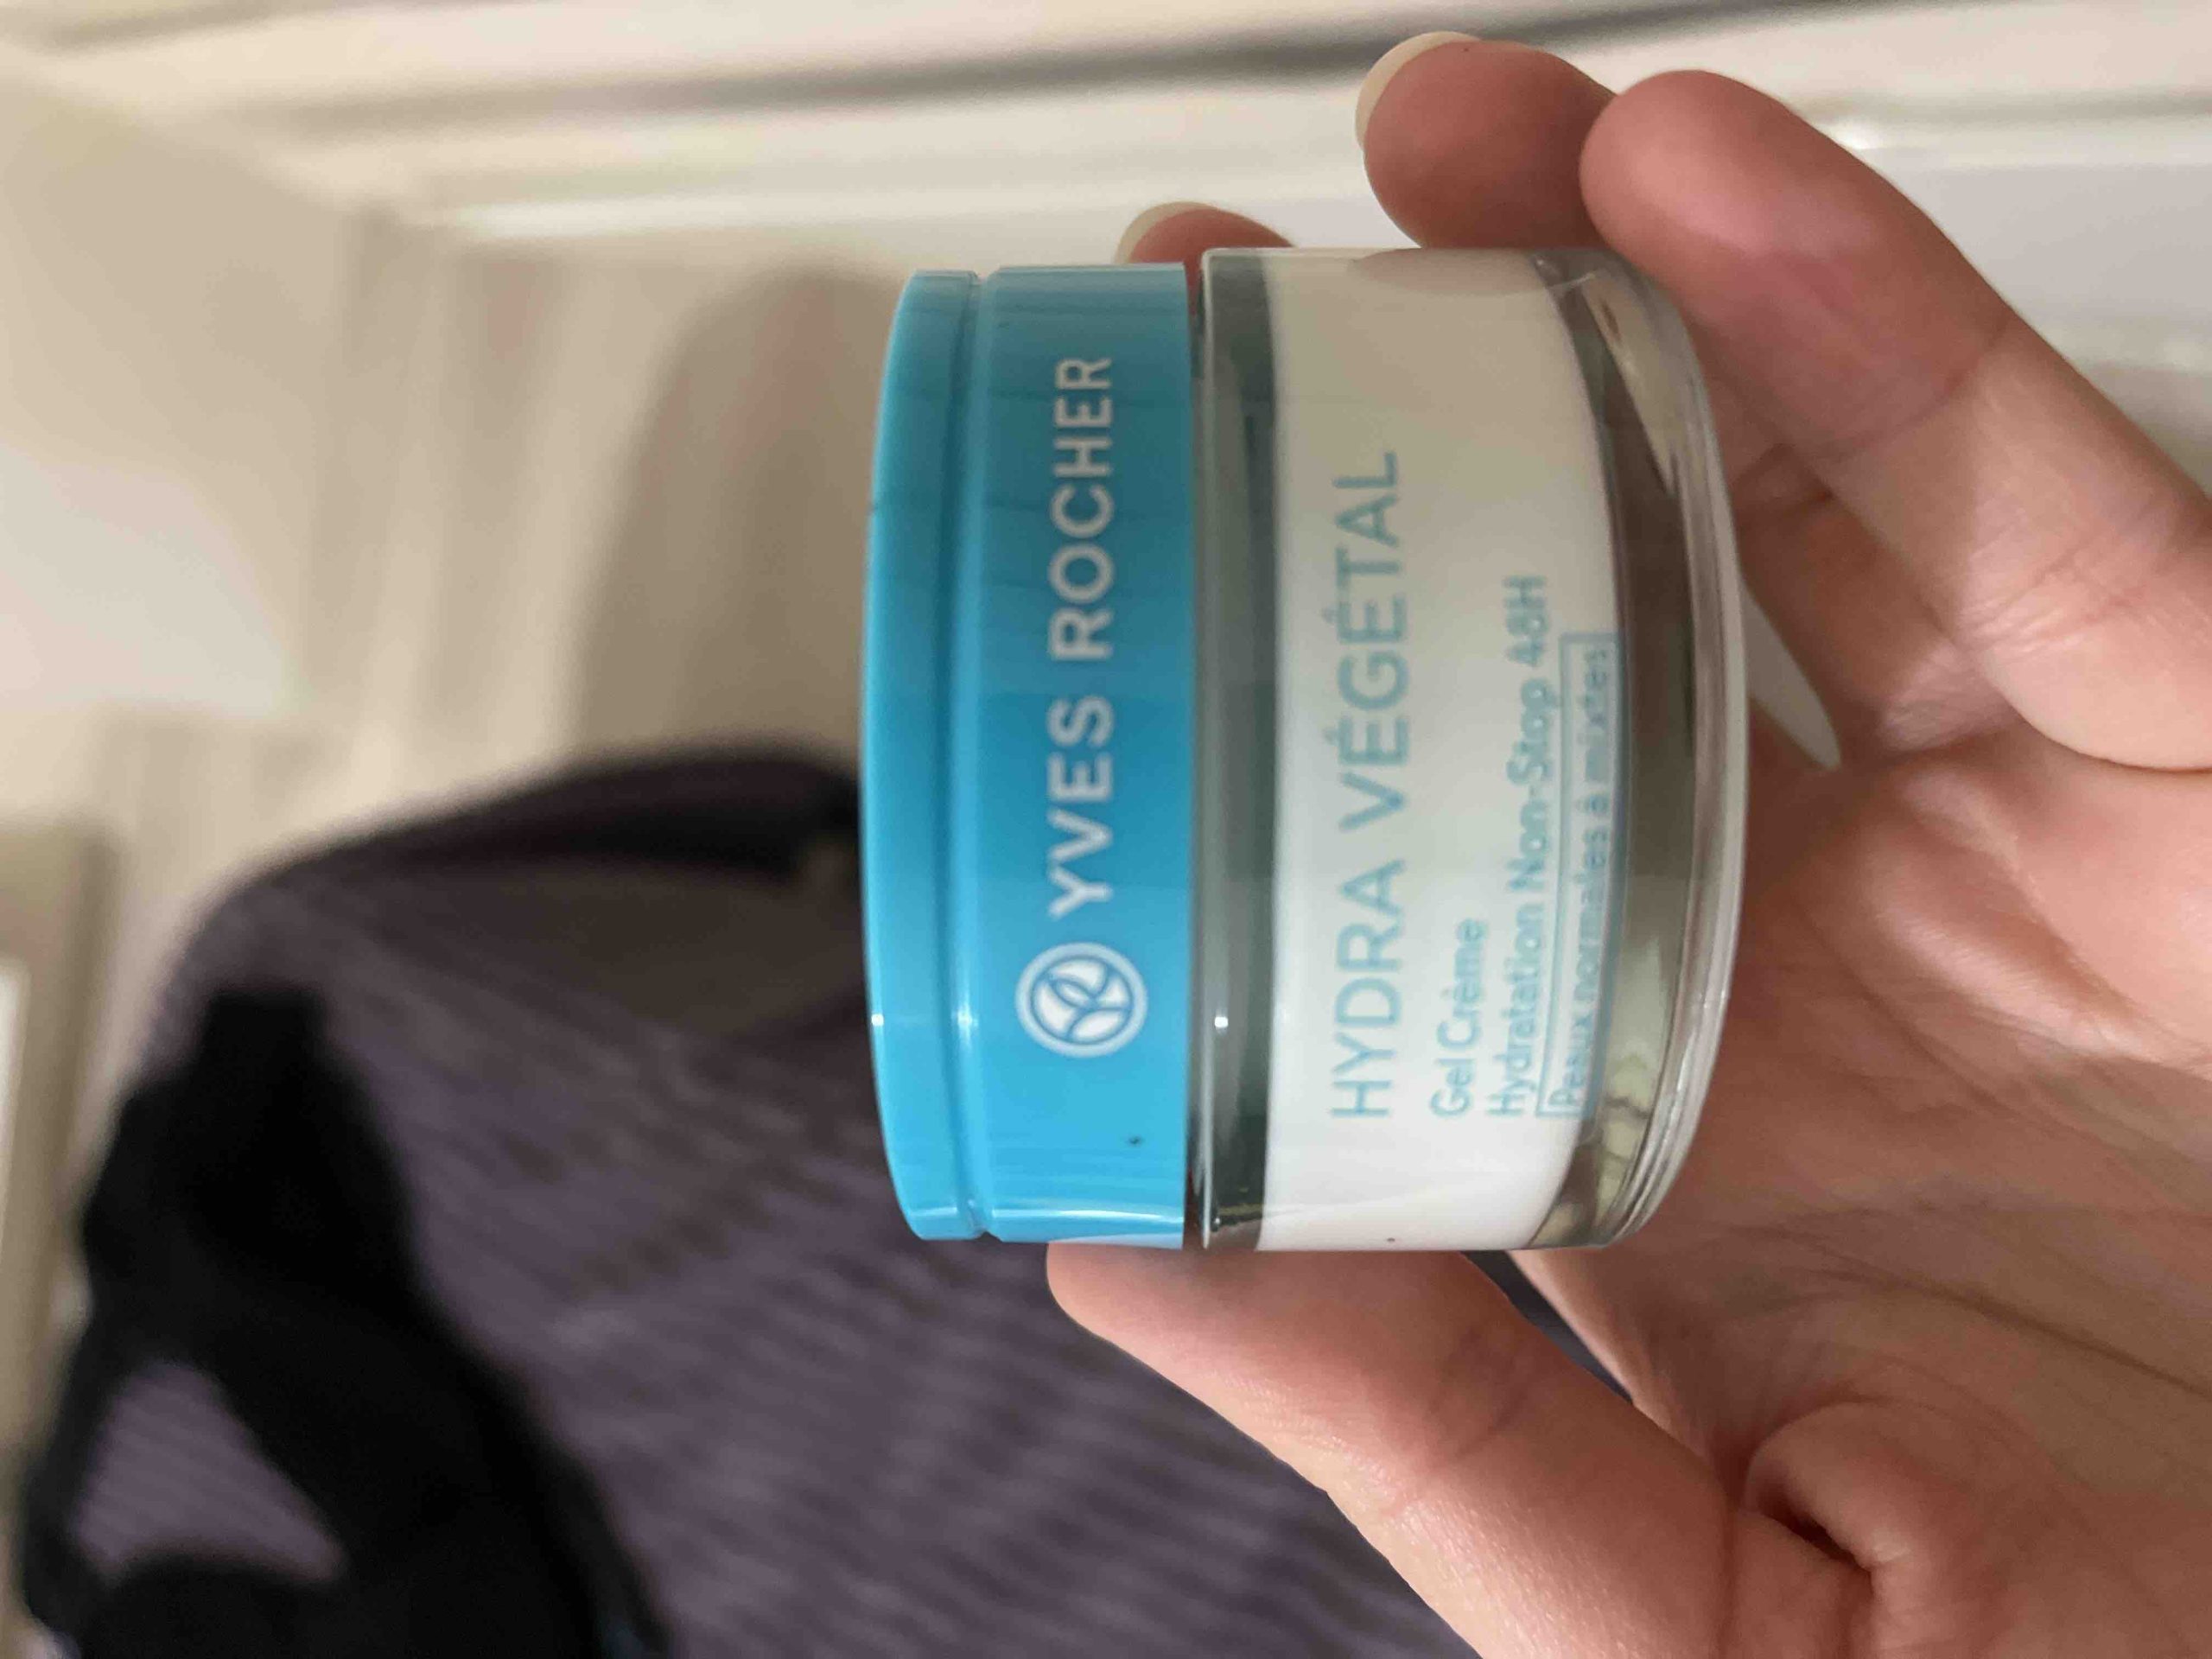 YVES ROCHER
HYDRA VÉGÉTAL
Gel Crème
Hydratation Non-Stop 48H
Peaux normales à mixtes